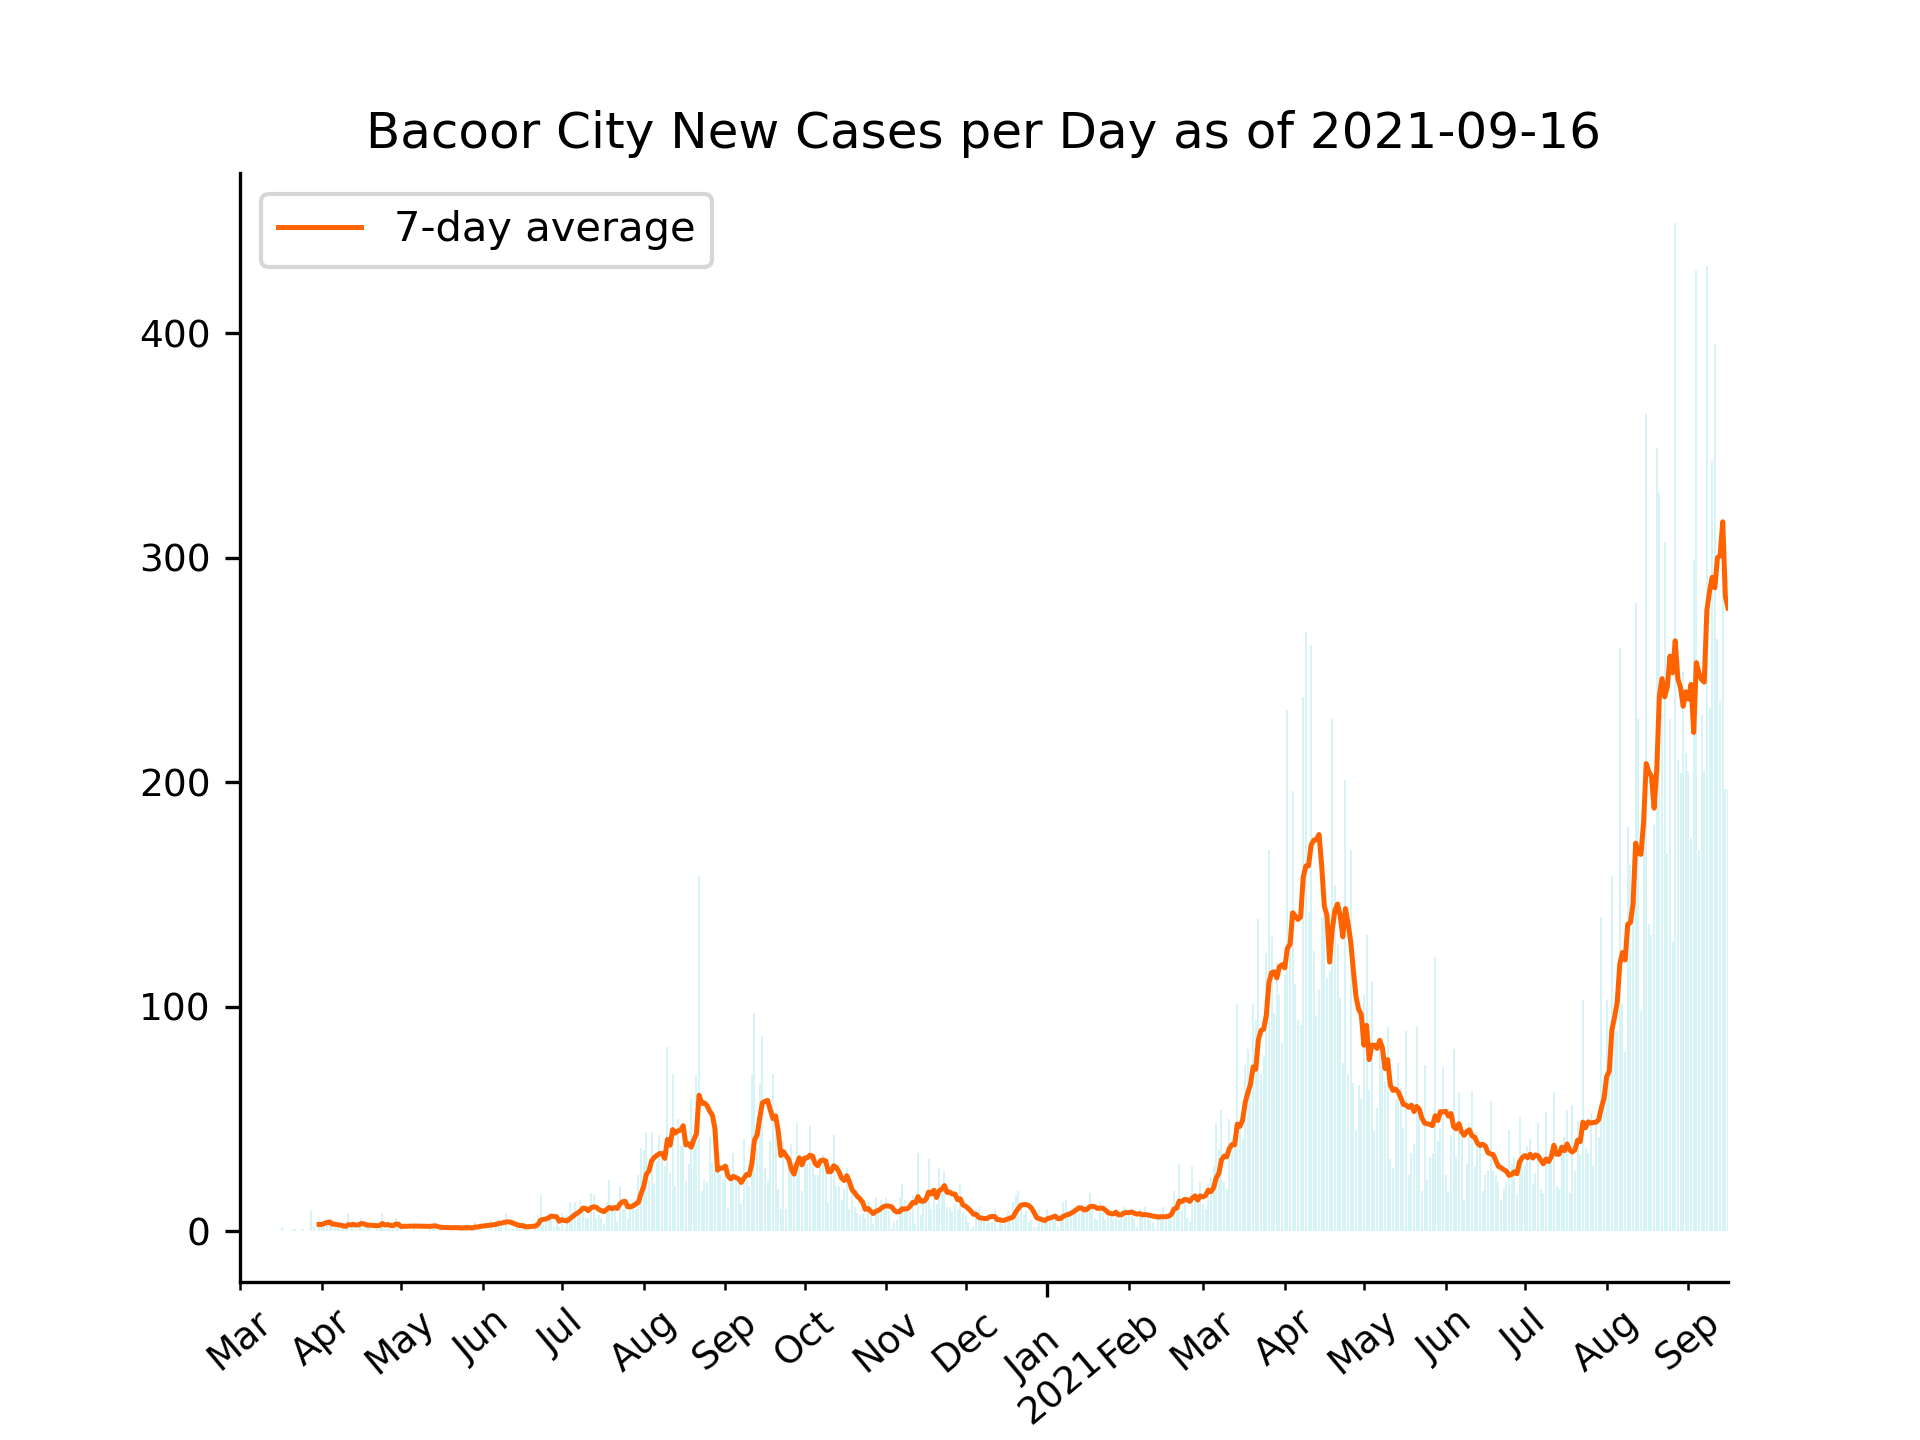 Bacoor City New Cases per Day as of 2021-09-16
7-day average
400
300
200
100
0
Mar Apr May Jun Jul Aug Sep Oct Nov Dec Jan Feb Mar Apr May Jun Jul Aug Sep
2021